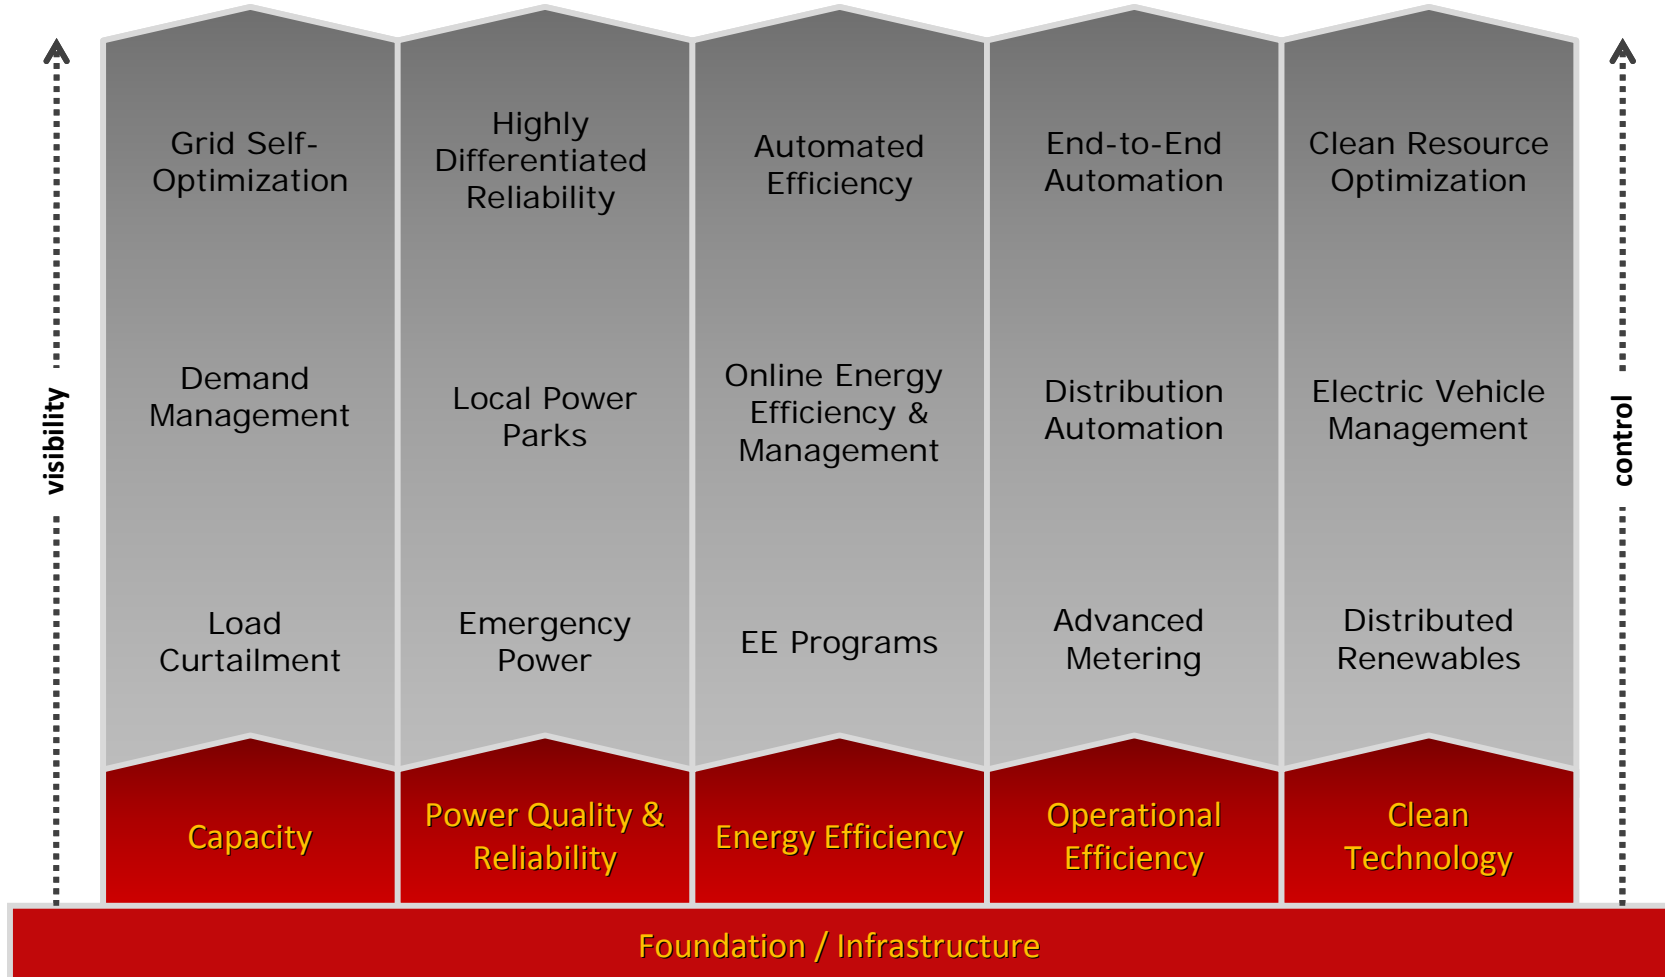 Grid Self-
Optimization
Highly
Differentiated
Reliability
Automated
Efficiency
End-to-End
Automation
Clean Resource
Optimization
visibility
Demand
Management
Local Power
Parks
Online Energy
Efficiency &
Management
Distribution
Automation
Electric Vehicle
Management
control
Load
Curtailment
Emergency
Power
EE Programs
Advanced
Metering
Distributed
Renewables
Capacity
Power Quality &
Reliability
Energy Efficiency
Operational
Efficiency
Clean
Technology
Foundation / Infrastructure